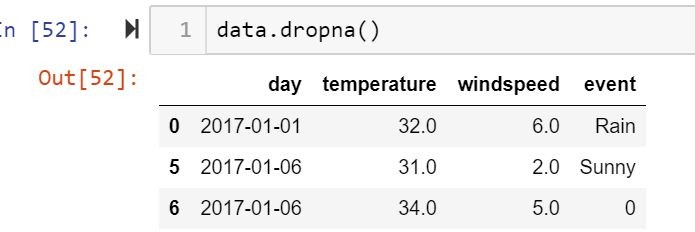 In [52]: 1 data.dropna()
Out[52]:
day temperature windspeed event
0 2017-01-01 32.0 6.0 Rain
5 2017-01-06 31.0 2.0 Sunny
6 2017-01-06 34.0 5.0 0